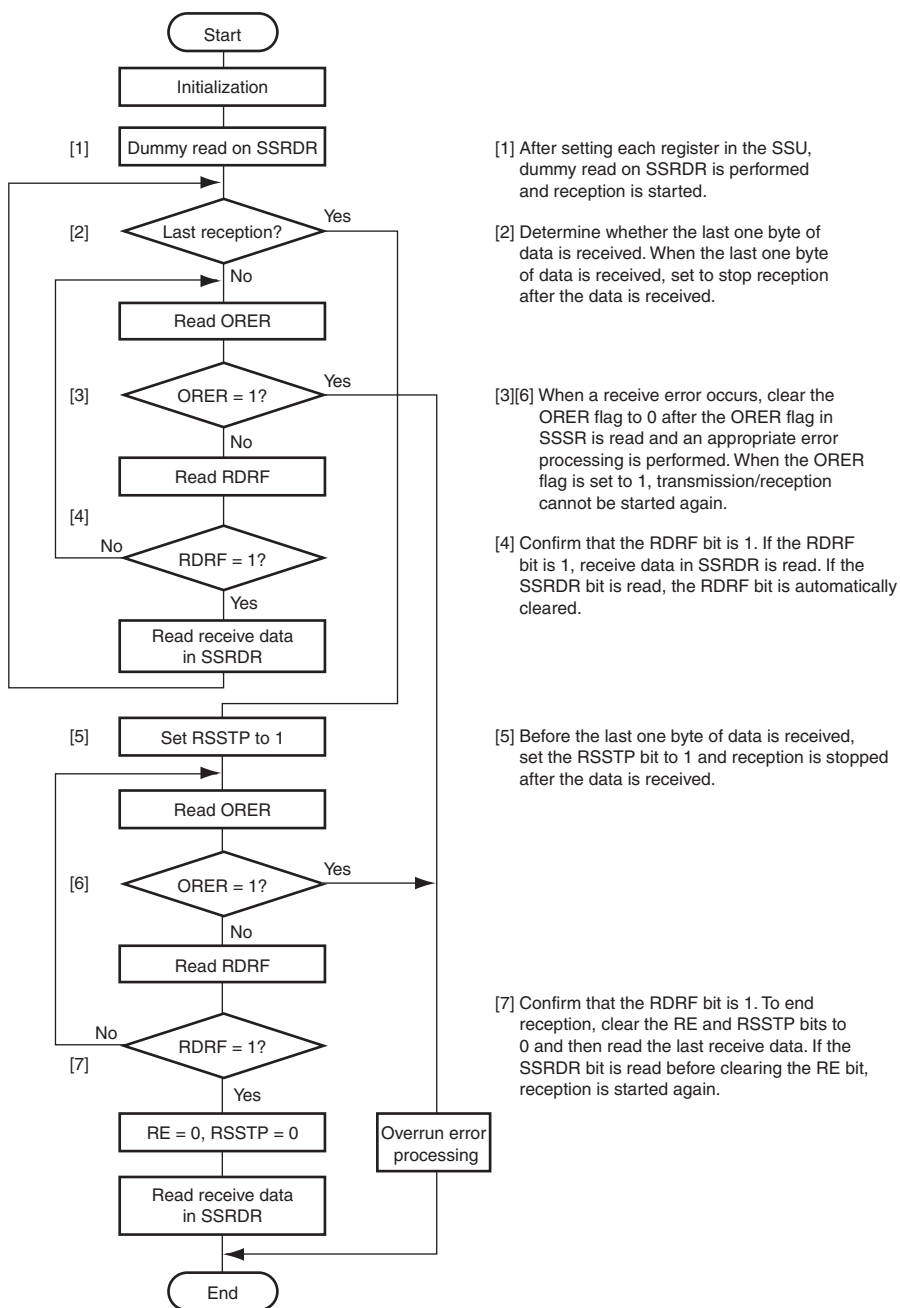 Start
Initialization
[1]
Dummy read on SSRDR
[1] After setting each register in the SSU,
dummy read on SSRDR is performed
and reception is started.
[2]
Last reception?
Yes
No
[2] Determine whether the last one byte of
data is received. When the last one byte
of data is received, set to stop reception
after the data is received.
Read ORER
[3]
ORER = 1?
Yes
No
[3][6] When a receive error occurs, clear the
ORER flag to 0 after the ORER flag in
SSSR is read and an appropriate error
processing is performed. When the ORER
flag is set to 1, transmission/reception
cannot be started again.
Read RDRF
[4]
No
RDRF = 1?
Yes
[4] Confirm that the RDRF bit is 1. If the RDRF
bit is 1, receive data in SSRDR is read. If the
SSRDR bit is read, the RDRF bit is automatically
cleared.
Read receive data
in SSRDR
[5]
Set RSSTP to 1
[5] Before the last one byte of data is received,
set the RSSTP bit to 1 and reception is stopped
after the data is received.
Read ORER
[6]
ORER = 1?
Yes
No
Read RDRF
No
[7]
RDRF = 1?
Yes
[7] Confirm that the RDRF bit is 1. To end
reception, clear the RE and RSSTP bits to
0 and then read the last receive data. If the
SSRDR bit is read before clearing the RE bit,
reception is started again.
RE = 0, RSSTP = 0
Overrun error
processing
Read receive data
in SSRDR
End